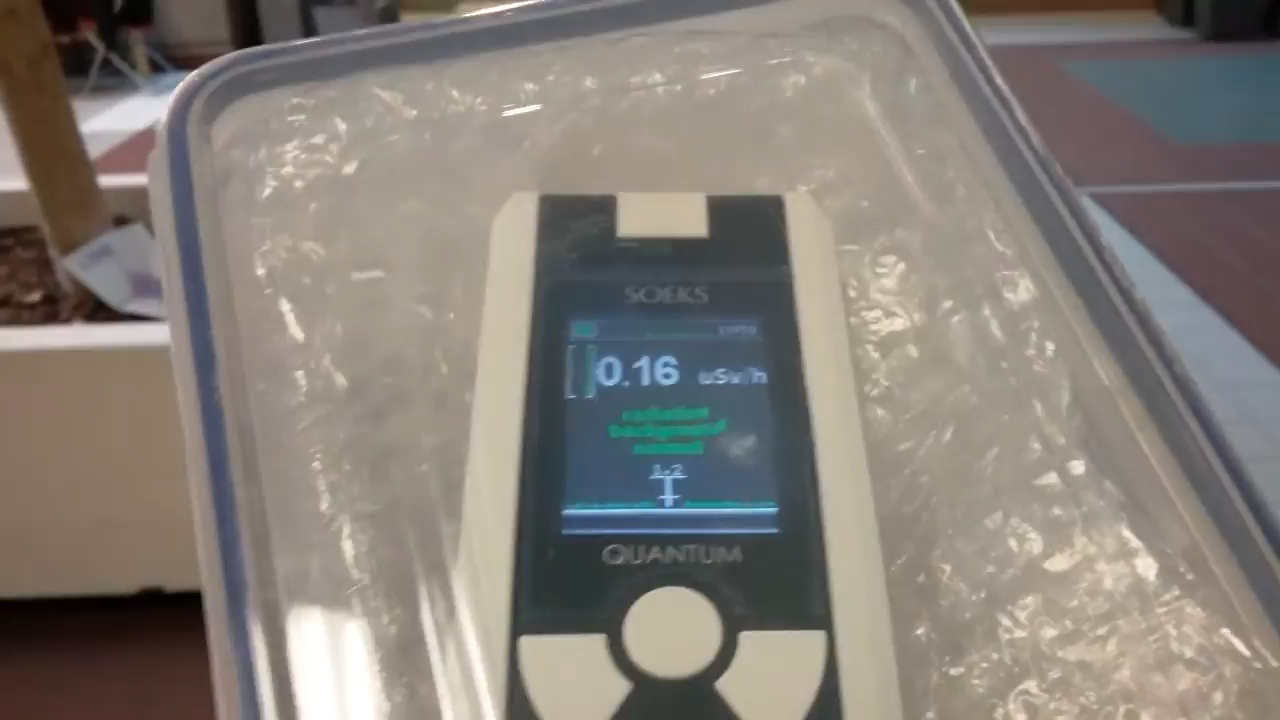 SOEKS
0.16 uSv/h
radiation
background
normal
QUANTUM